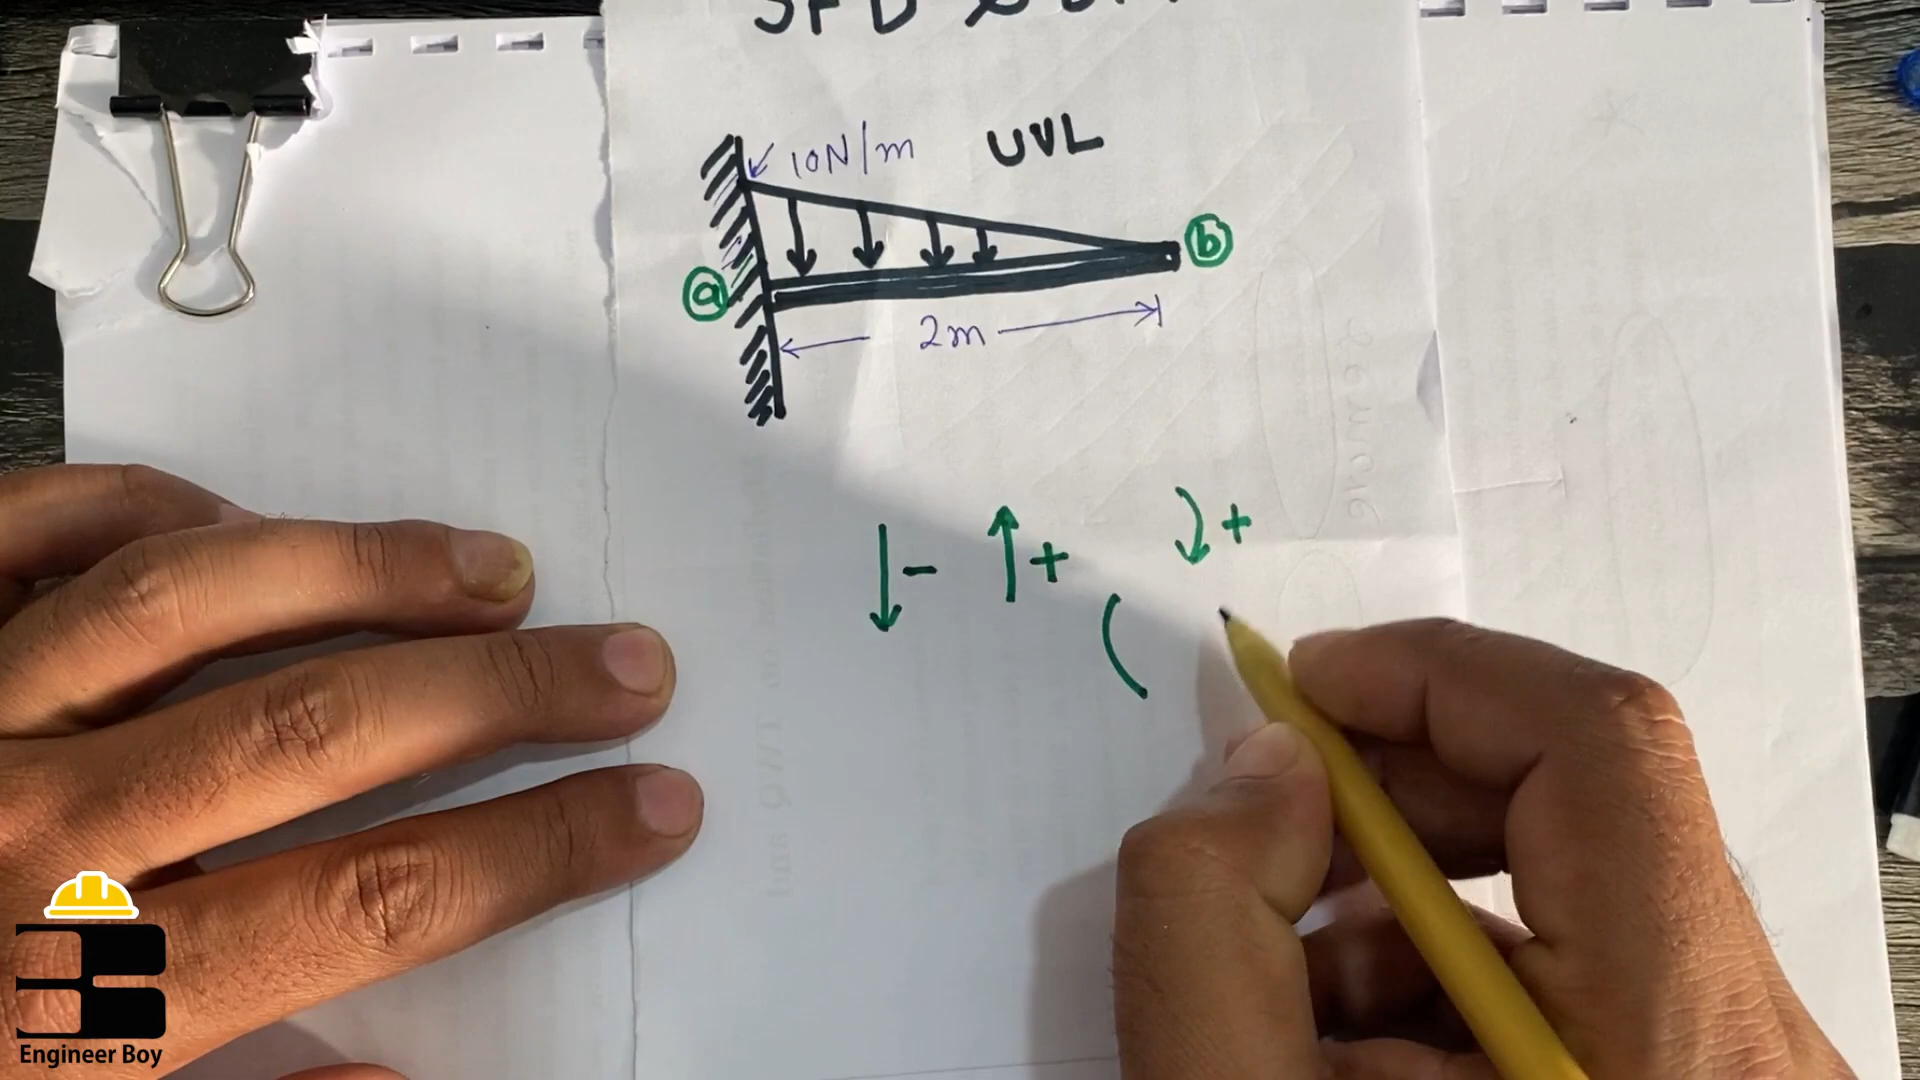 10N/m
UVL
a
b
2m
- + +
Engineer Boy